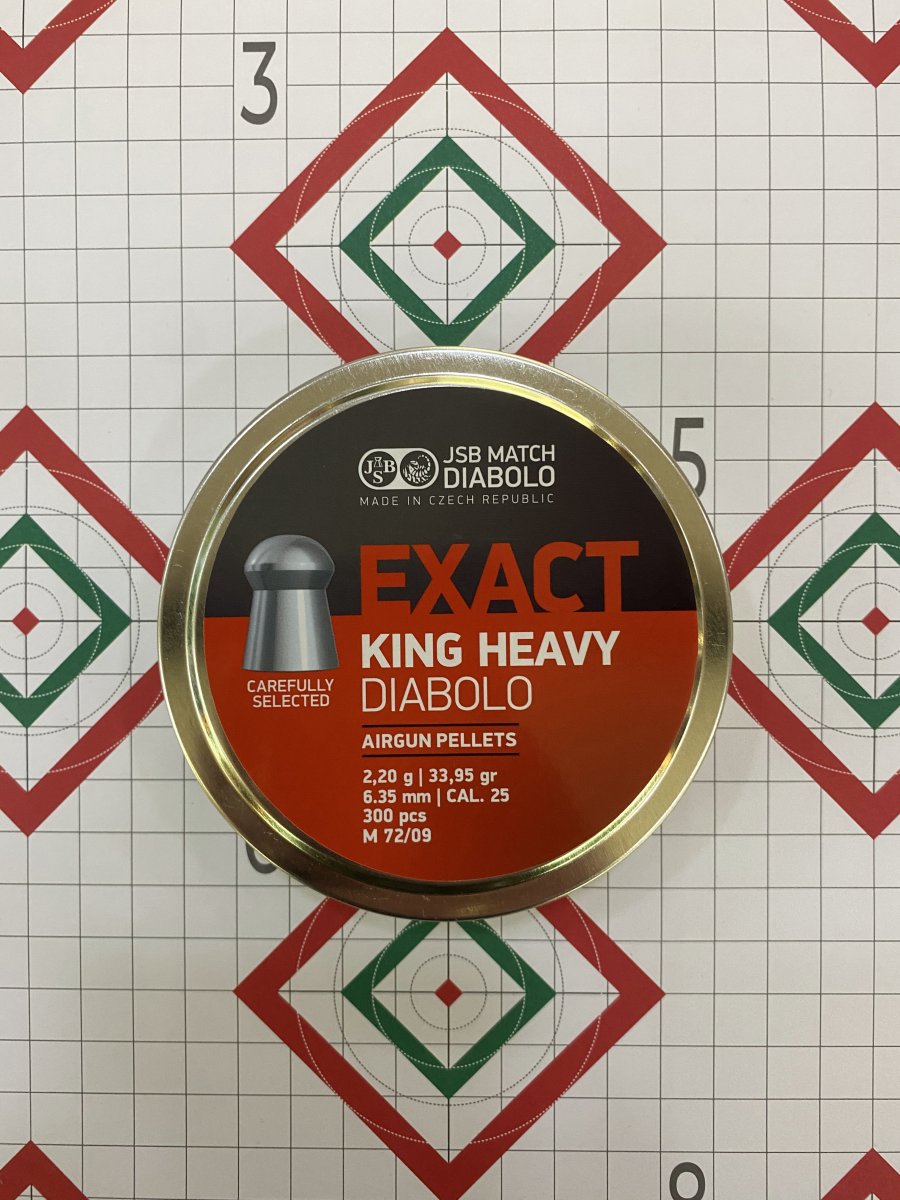 3
5
JSB
JSB MATCH
DIABOLO
MADE IN CZECH REPUBLIC
EXACT
KING HEAVY
DIABOLO
CAREFULLY
SELECTED
AIRGUN PELLETS
2,20 g | 33,95 gr
6.35 mm | CAL. 25
300 pcs
M 72/09